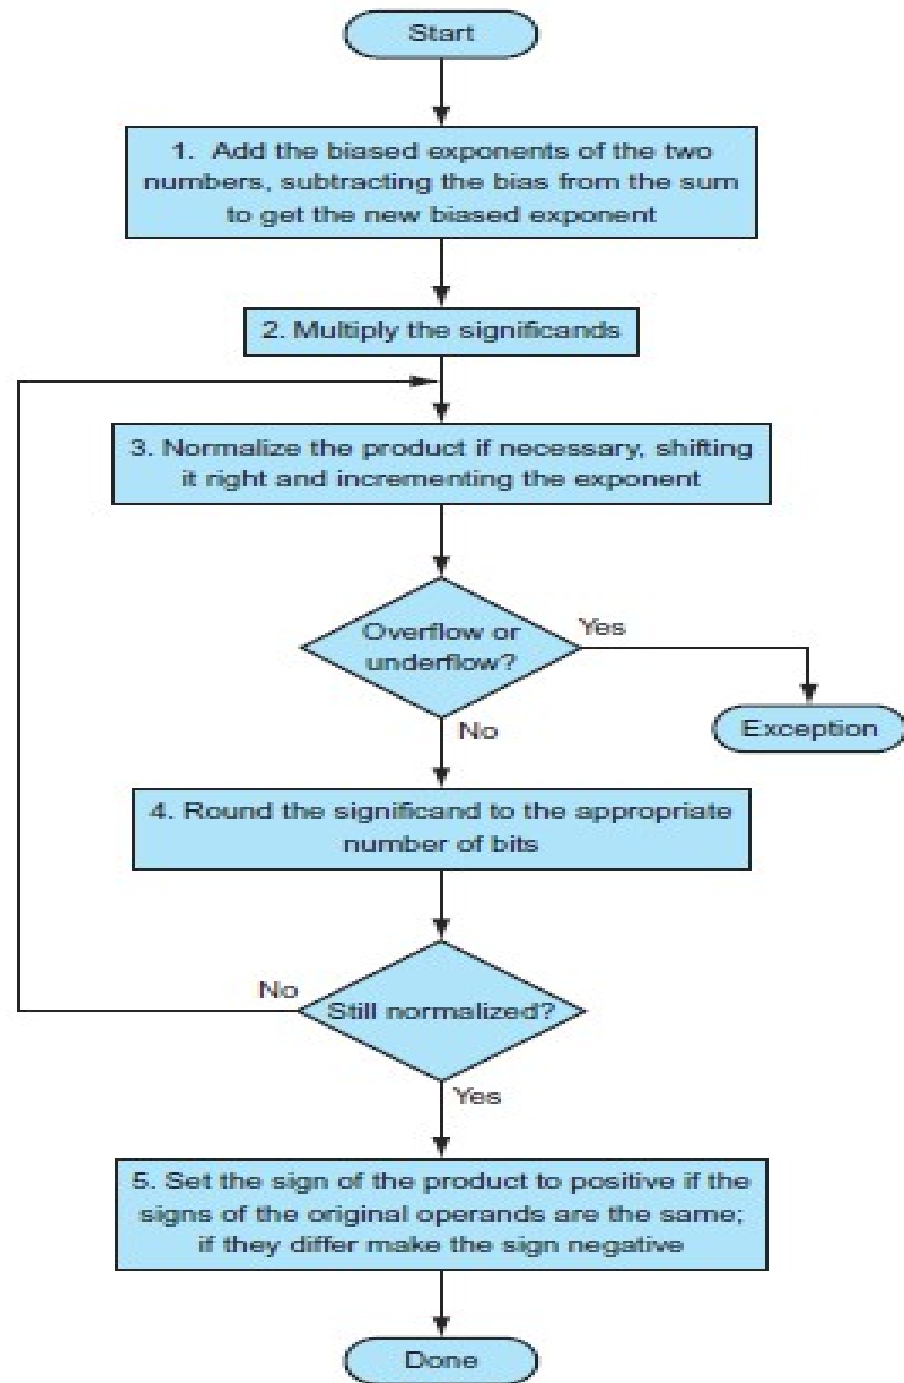 Start
1. Add the biased exponents of the two
numbers, subtracting the bias from the sum
to get the new biased exponent
2. Multiply the significands
3. Normalize the product if necessary, shifting
it right and incrementing the exponent
Overflow or
underflow?
Yes
Exception
No
4. Round the significand to the appropriate
number of bits
No
Still normalized?
Yes
5. Set the sign of the product to positive if the
signs of the original operands are the same;
if they differ make the sign negative
Done